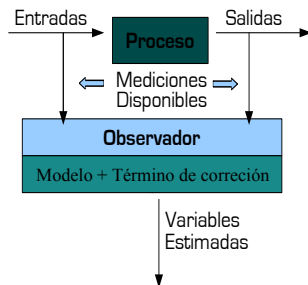 Entradas
Salidas
Proceso
Mediciones
Disponibles
Observador
Modelo + Término de correción
Variables
Estimadas